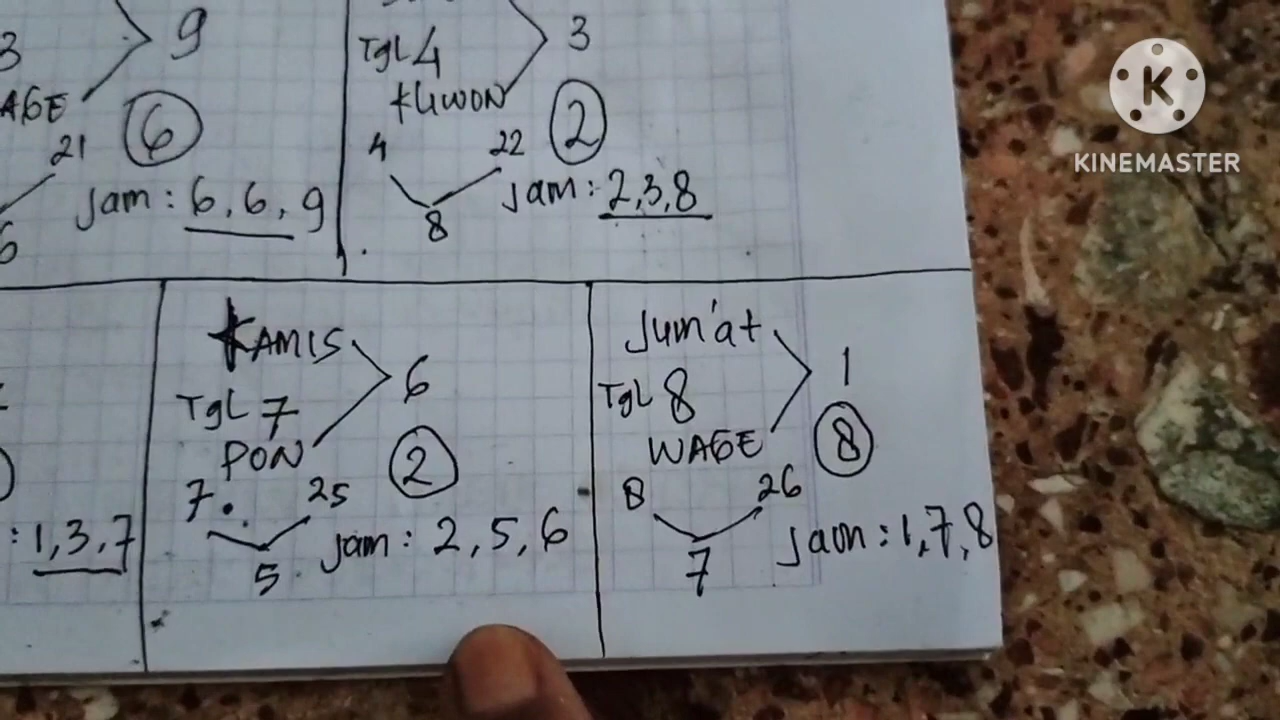 3
9
AGE
21
6
jam : 6, 6, 9
6
Tgl 4
3
KLIWON
4
22
2
jam : 2,3,8
8
: 1, 3, 7
KAMIS
Tgl 7
6
PON
2
7
25
jam : 2, 5, 6
5
Jum'at
Tgl 8
1
WAGE
8
8
26
Jam : 1,7,8
7
K
KINEMASTER